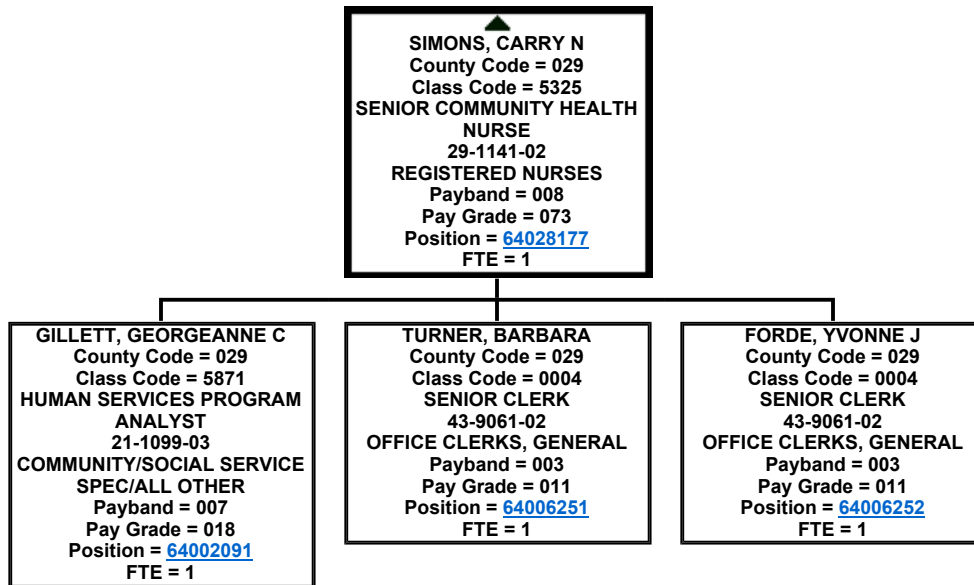 SIMONS, CARRY N
County Code = 029
Class Code = 5325
SENIOR COMMUNITY HEALTH
NURSE
29-1141-02
REGISTERED NURSES
Payband = 008
Pay Grade = 073
Position = 64028177
FTE = 1
GILLETT, GEORGEANNE C
County Code = 029
Class Code = 5871
HUMAN SERVICES PROGRAM
ANALYST
21-1099-03
COMMUNITY/SOCIAL SERVICE
SPEC/ALL OTHER
Payband = 007
Pay Grade = 018
Position = 64002091
FTE = 1
TURNER, BARBARA
County Code = 029
Class Code = 0004
SENIOR CLERK
43-9061-02
OFFICE CLERKS, GENERAL
Payband = 003
Pay Grade = 011
Position = 64006251
FTE = 1
FORDE, YVONNE J
County Code = 029
Class Code = 0004
SENIOR CLERK
43-9061-02
OFFICE CLERKS, GENERAL
Payband = 003
Pay Grade = 011
Position = 64006252
FTE = 1